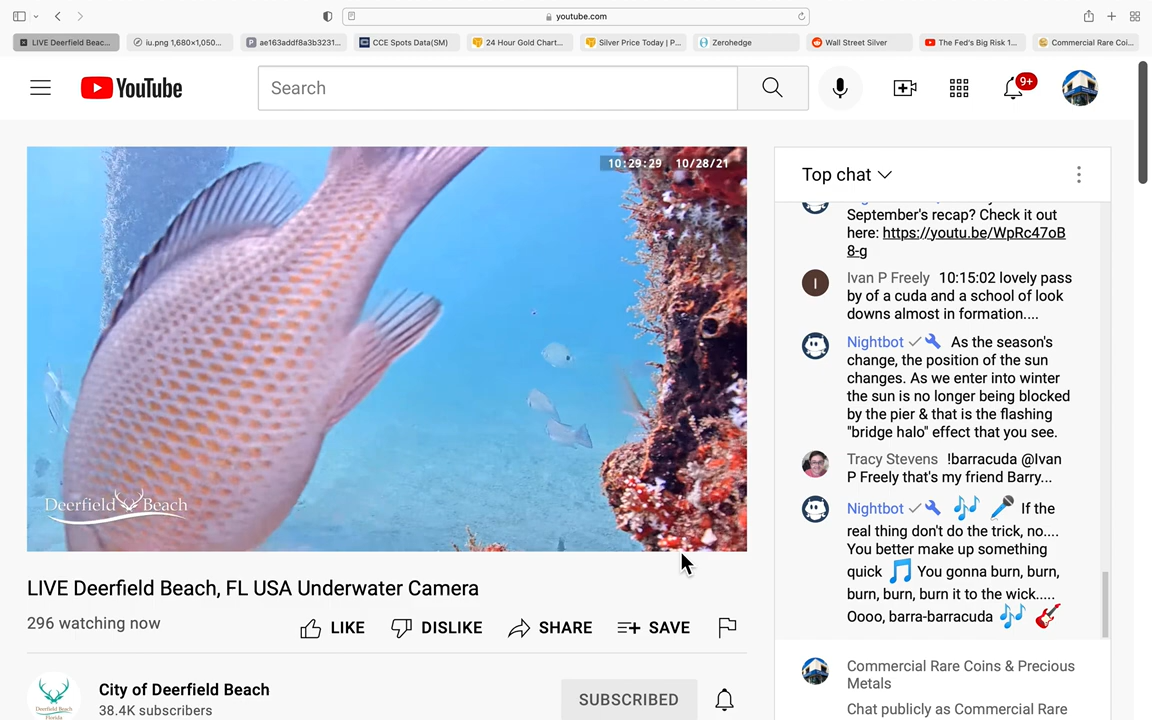 youtube.com
LIVE Deerfield Beac...
iu.png 1,680×1,050...
ae163addf8a3b3231...
CCE Spots Data(SM)
24 Hour Gold Chart...
Silver Price Today | P...
Zerohedge
Wall Street Silver
The Fed's Big Risk 1...
Commercial Rare Coi...
YouTube
Search
9+
10:29:29 10/28/21
Deerfield Beach
LIVE Deerfield Beach, FL USA Underwater Camera
296 watching now
LIKE
DISLIKE
SHARE
SAVE
City of Deerfield Beach
38.4K subscribers
SUBSCRIBED
Top chat
September's recap? Check it out
here: https://youtu.be/WpRc47oB
8-g
Ivan P Freely 10:15:02 lovely pass
by of a cuda and a school of look
downs almost in formation....
Nightbot As the season's
change, the position of the sun
changes. As we enter into winter
the sun is no longer being blocked
by the pier & that is the flashing
"bridge halo" effect that you see.
Tracy Stevens !barracuda @Ivan
P Freely that's my friend Barry...
Nightbot 🎶 🎤 If the
real thing don't do the trick, no....
You better make up something
quick 🎵 You gonna burn, burn,
burn, burn, burn it to the wick.....
Oooo, barra-barracuda 🎶 🎸
Commercial Rare Coins & Precious
Metals
Chat publicly as Commercial Rare